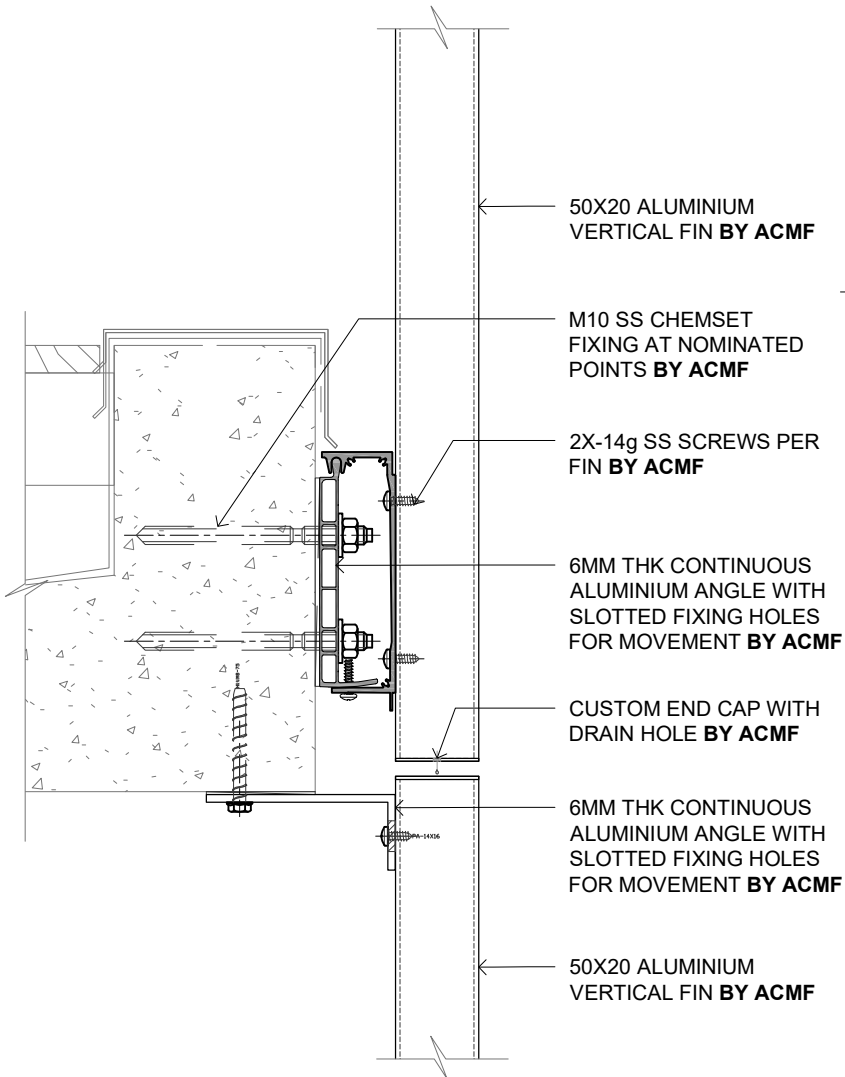 50X20 ALUMINIUM
VERTICAL FIN BY ACMF
M10 SS CHEMSET
FIXING AT NOMINATED
POINTS BY ACMF
2X-14g SS SCREWS PER
FIN BY ACMF
6MM THK CONTINUOUS
ALUMINIUM ANGLE WITH
SLOTTED FIXING HOLES
FOR MOVEMENT BY ACMF
CUSTOM END CAP WITH
DRAIN HOLE BY ACMF
6MM THK CONTINUOUS
ALUMINIUM ANGLE WITH
SLOTTED FIXING HOLES
FOR MOVEMENT BY ACMF
PA-14X16
50X20 ALUMINIUM
VERTICAL FIN BY ACMF